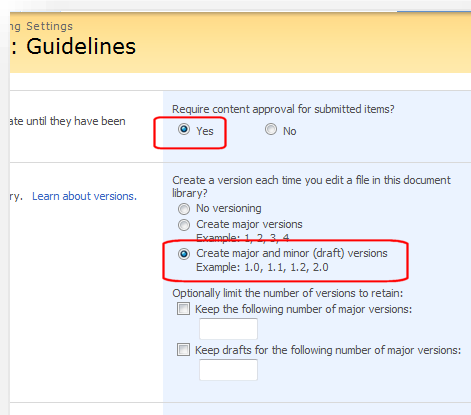 ng Settings
: Guidelines
Require content approval for submitted items?
ate until they have been
Yes
No
Create a version each time you edit a file in this document
library?
ry. Learn about versions.
No versioning
Create major versions
Example: 1, 2, 3, 4
Create major and minor (draft) versions
Example: 1.0, 1.1, 1.2, 2.0
Optionally limit the number of versions to retain:
Keep the following number of major versions:
Keep drafts for the following number of major versions: